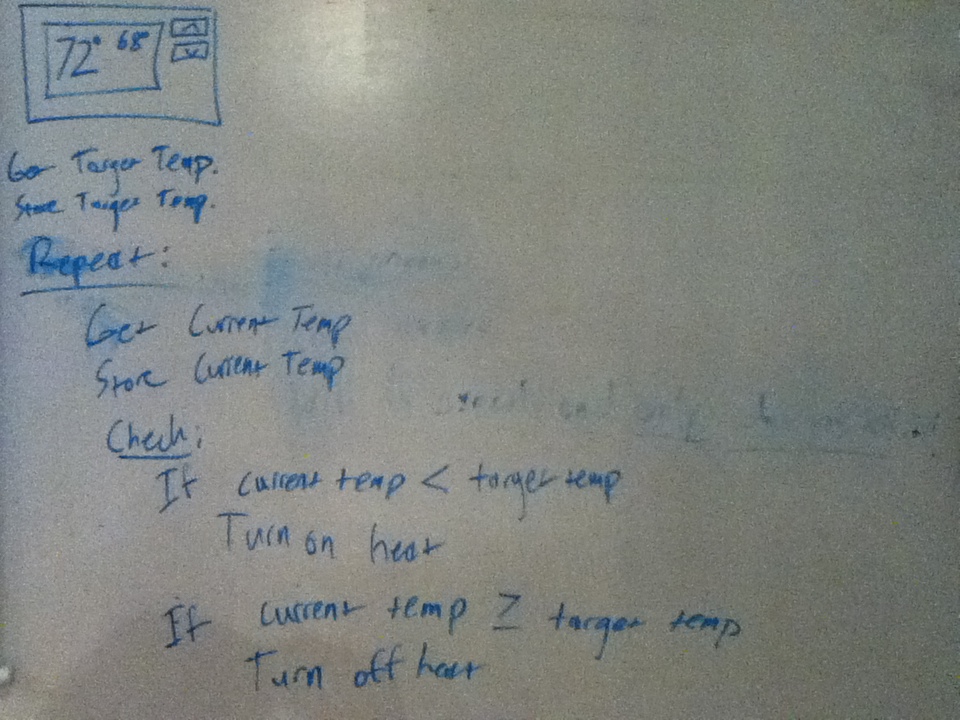 72° 68°
Get Target Temp.
Store Target Temp.
Repeat:
Get Current Temp
Store Current Temp
Check:
If current temp < target temp
Turn on heat
If current temp ≥ target temp
Turn off heat